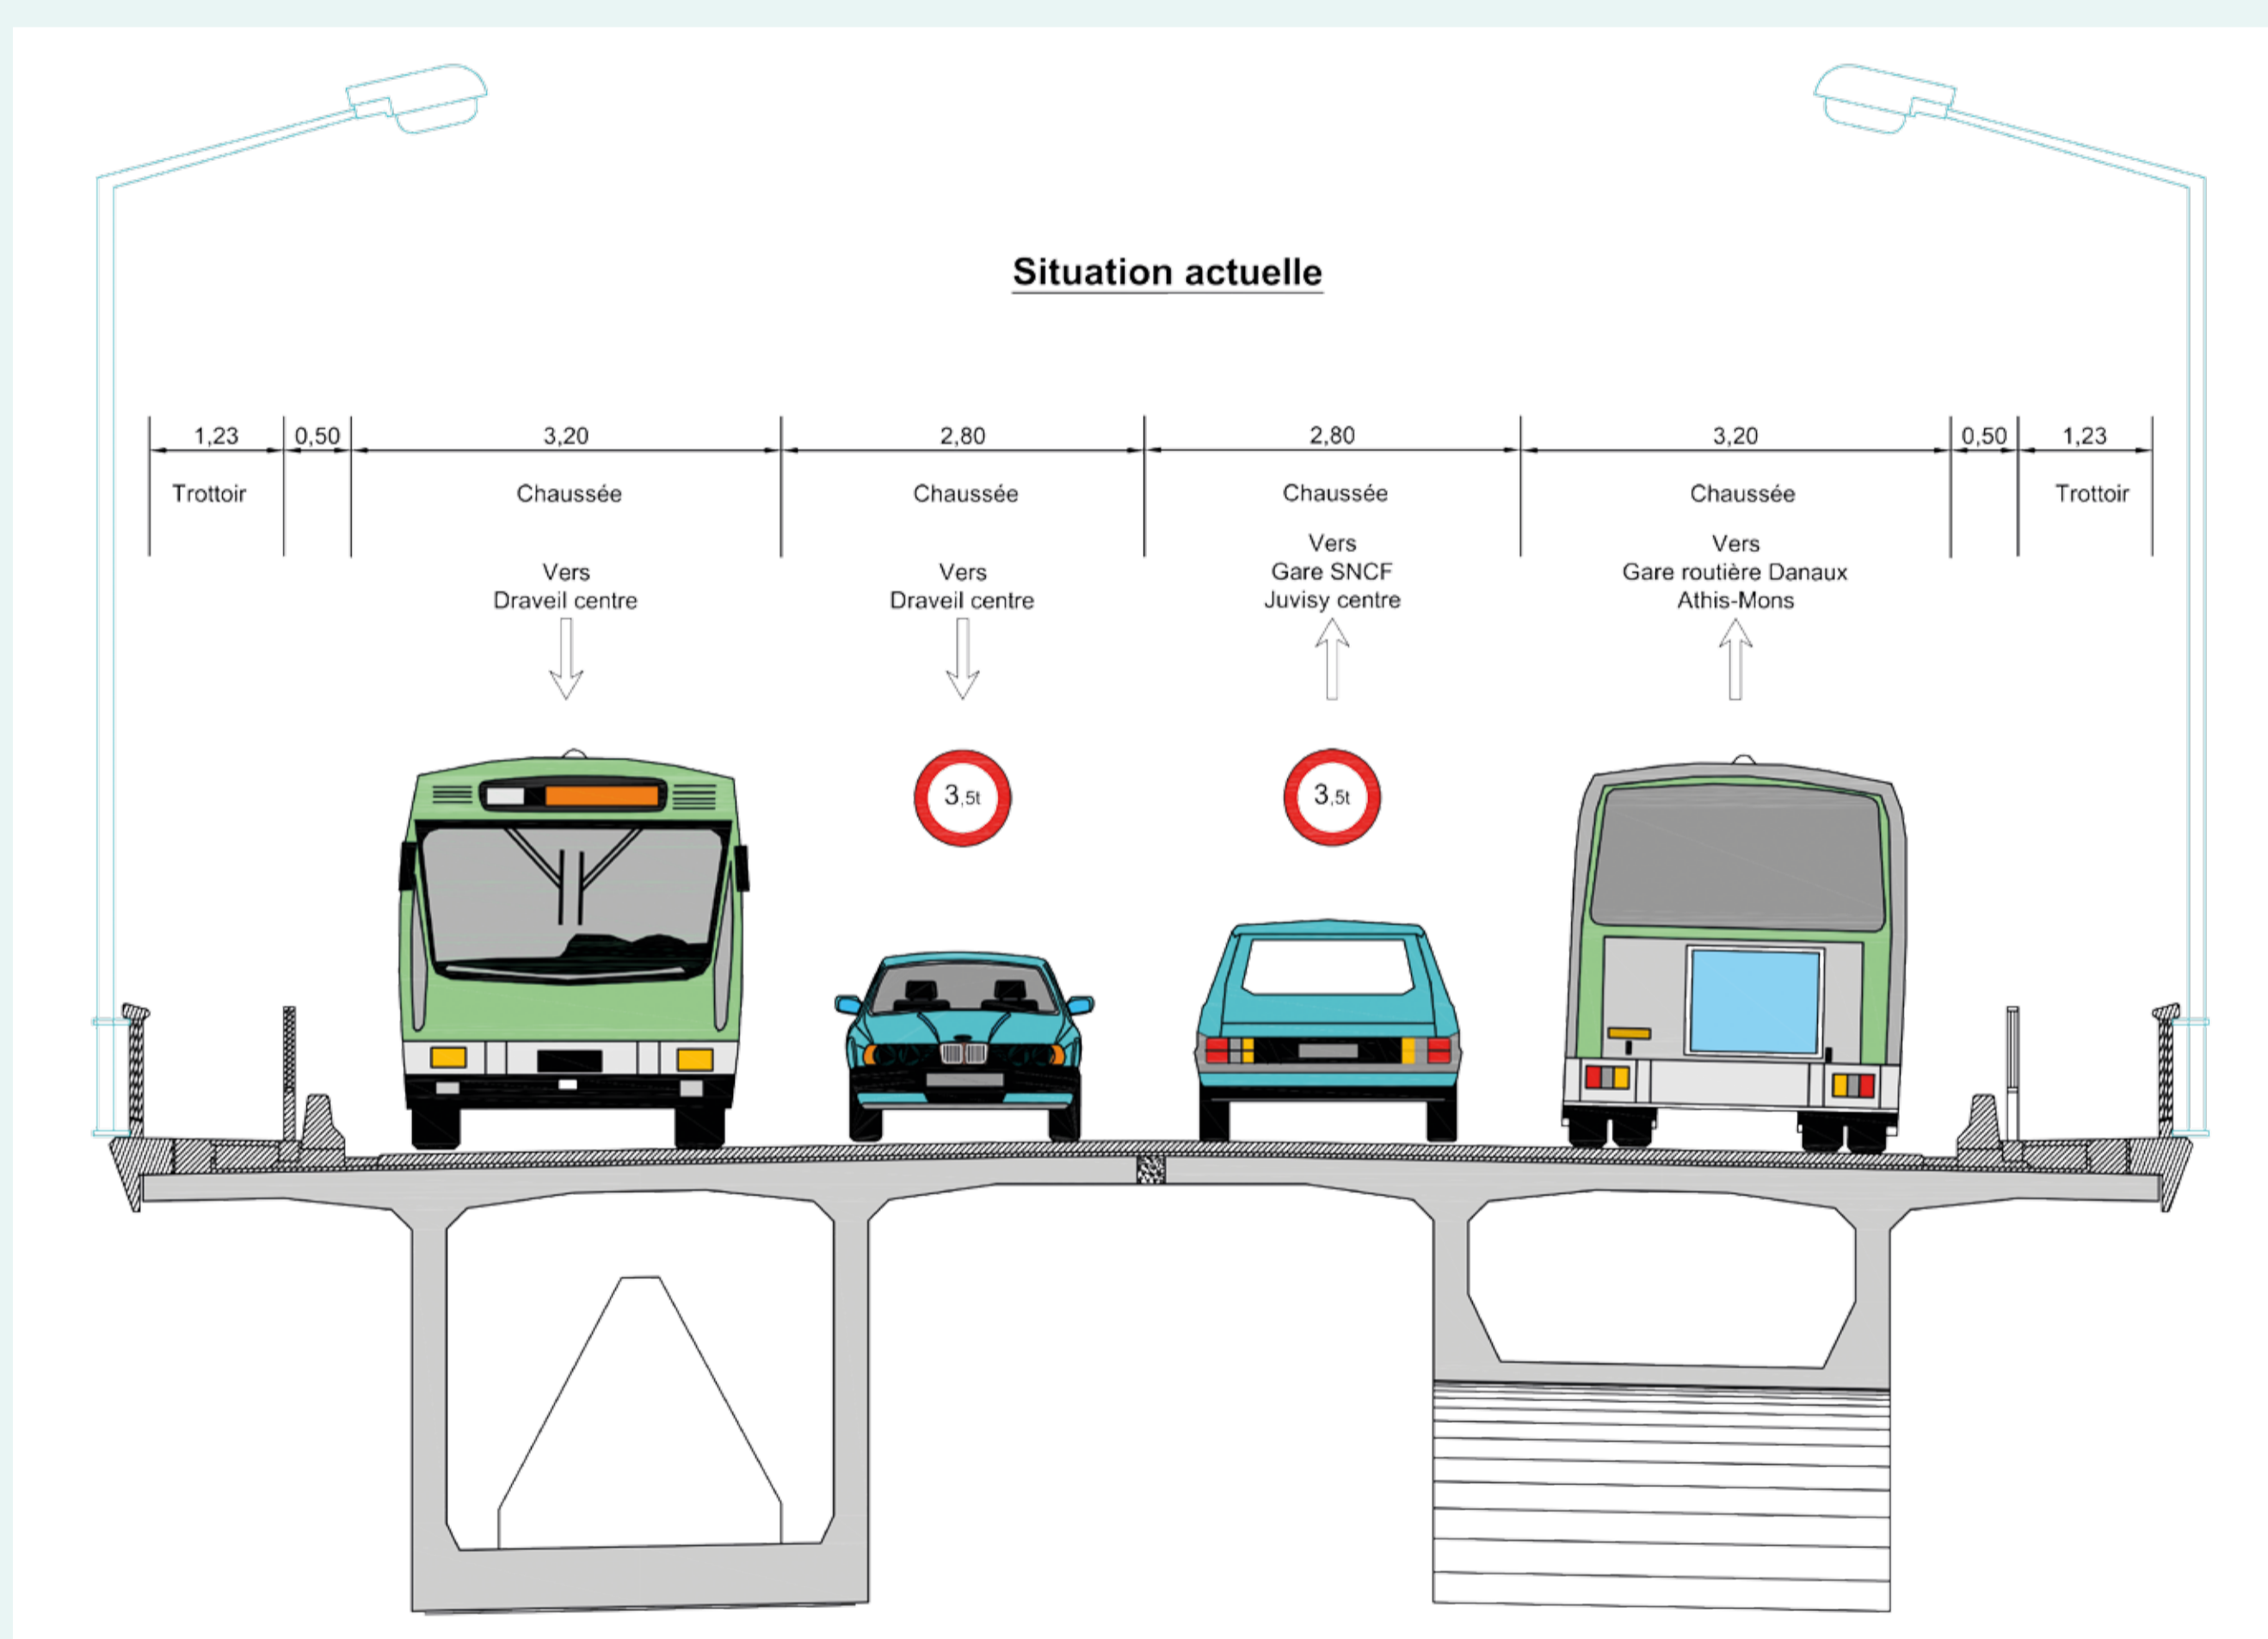 Situation actuelle
1,23 0,50 3,20 2,80 2,80 3,20 0,50 1,23
Trottoir Chaussée Chaussée Chaussée Chaussée Trottoir
Vers
Draveil centre
Vers
Draveil centre
Vers
Gare SNCF
Juvisy centre
Vers
Gare routière Danaux
Athis-Mons
3,5t 3,5t